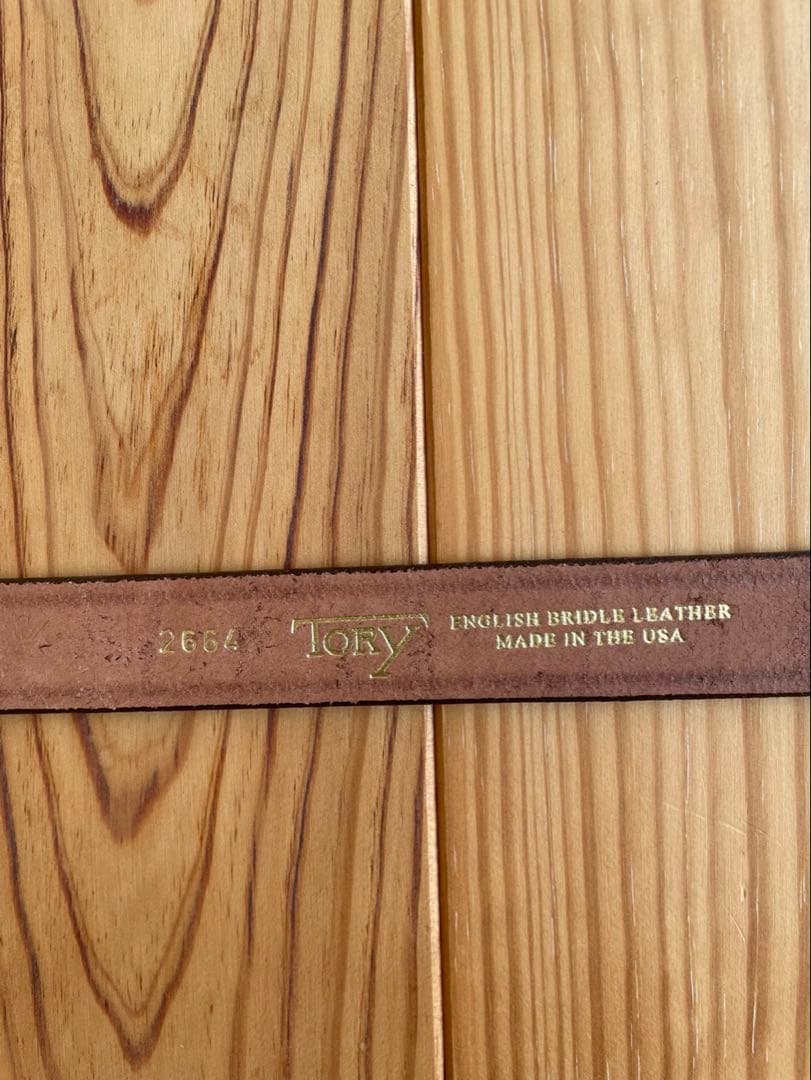 2664 TORY ENGLISH BRIDLE LEATHER
MADE IN THE USA